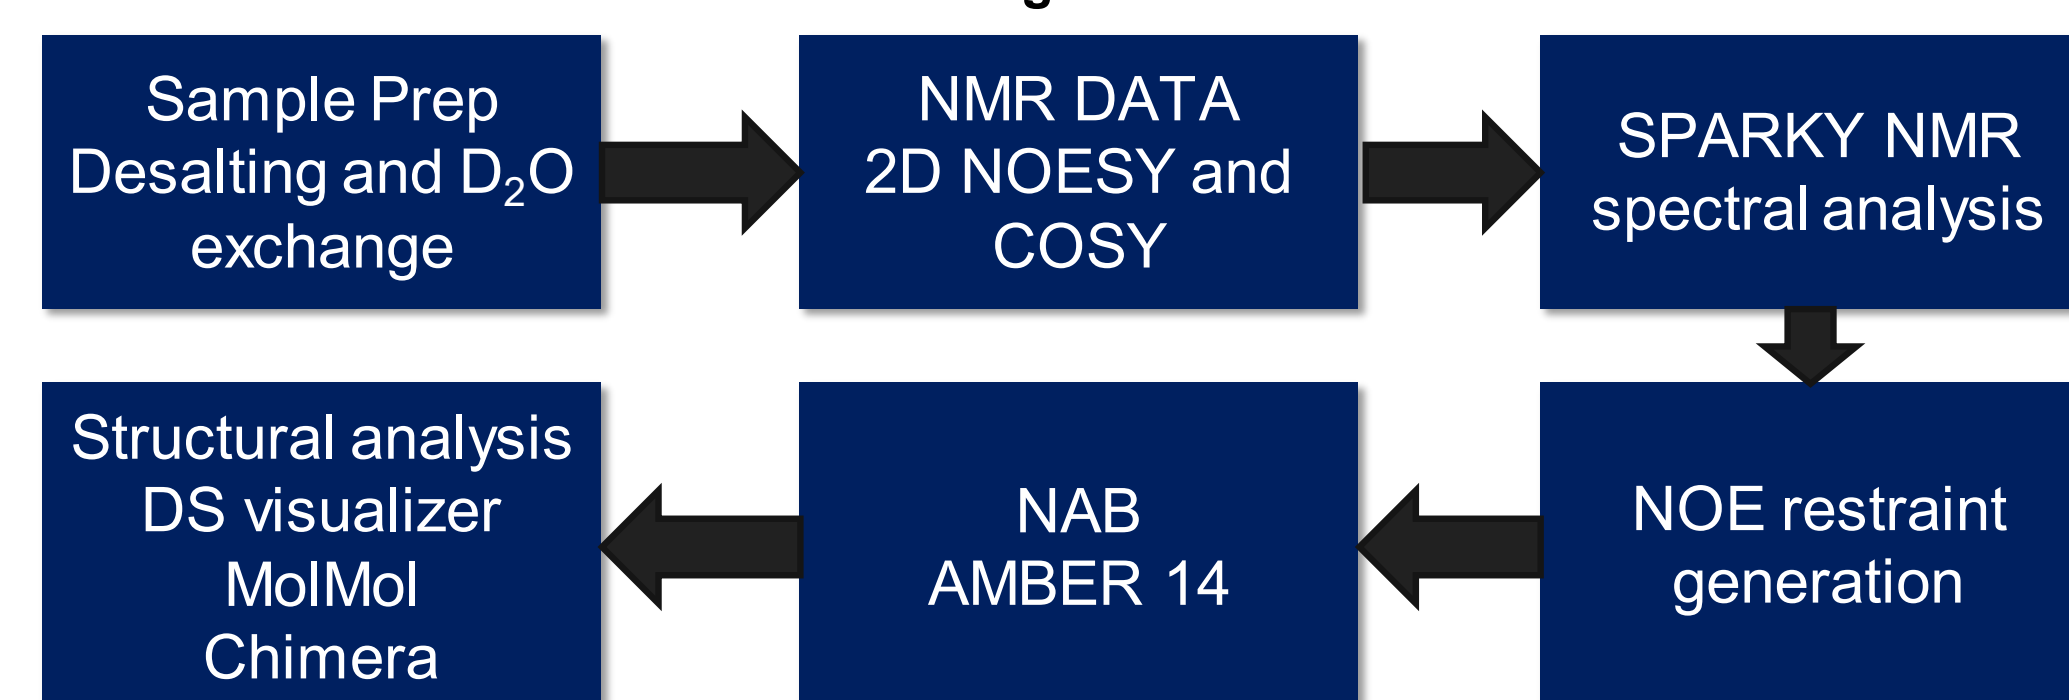 Sample Prep
Desalting and D₂O
exchange
NMR DATA
2D NOESY and
COSY
SPARKY NMR
spectral analysis
NOE restraint
generation
NAB
AMBER 14
Structural analysis
DS visualizer
MolMol
Chimera